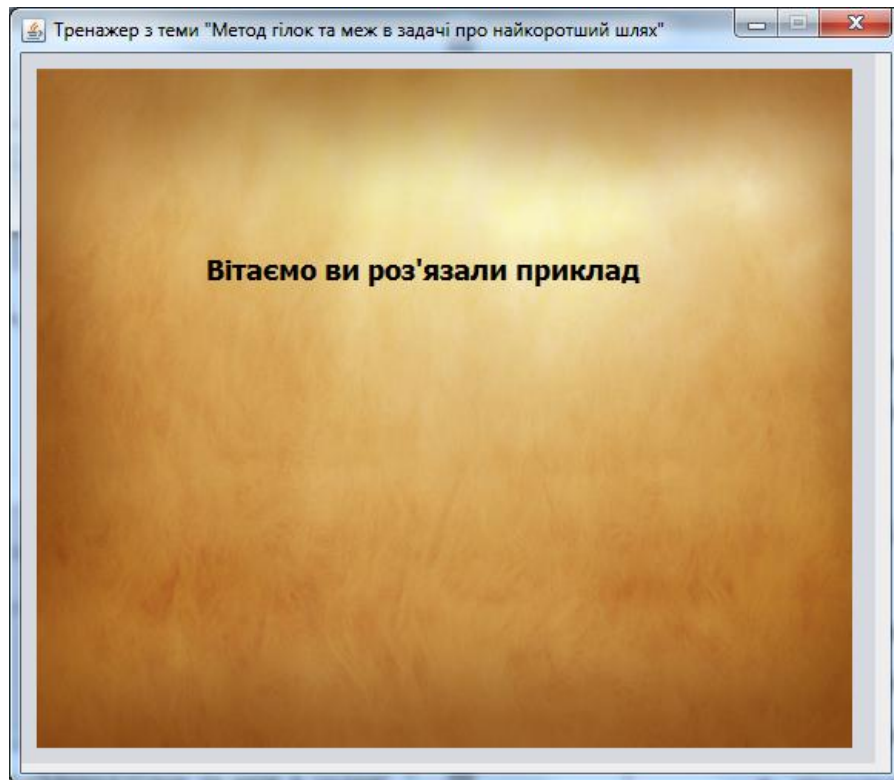 Тренажер з теми "Метод гілок та меж в задачі про найкоротший шлях"
Вітаємо ви роз'язали приклад